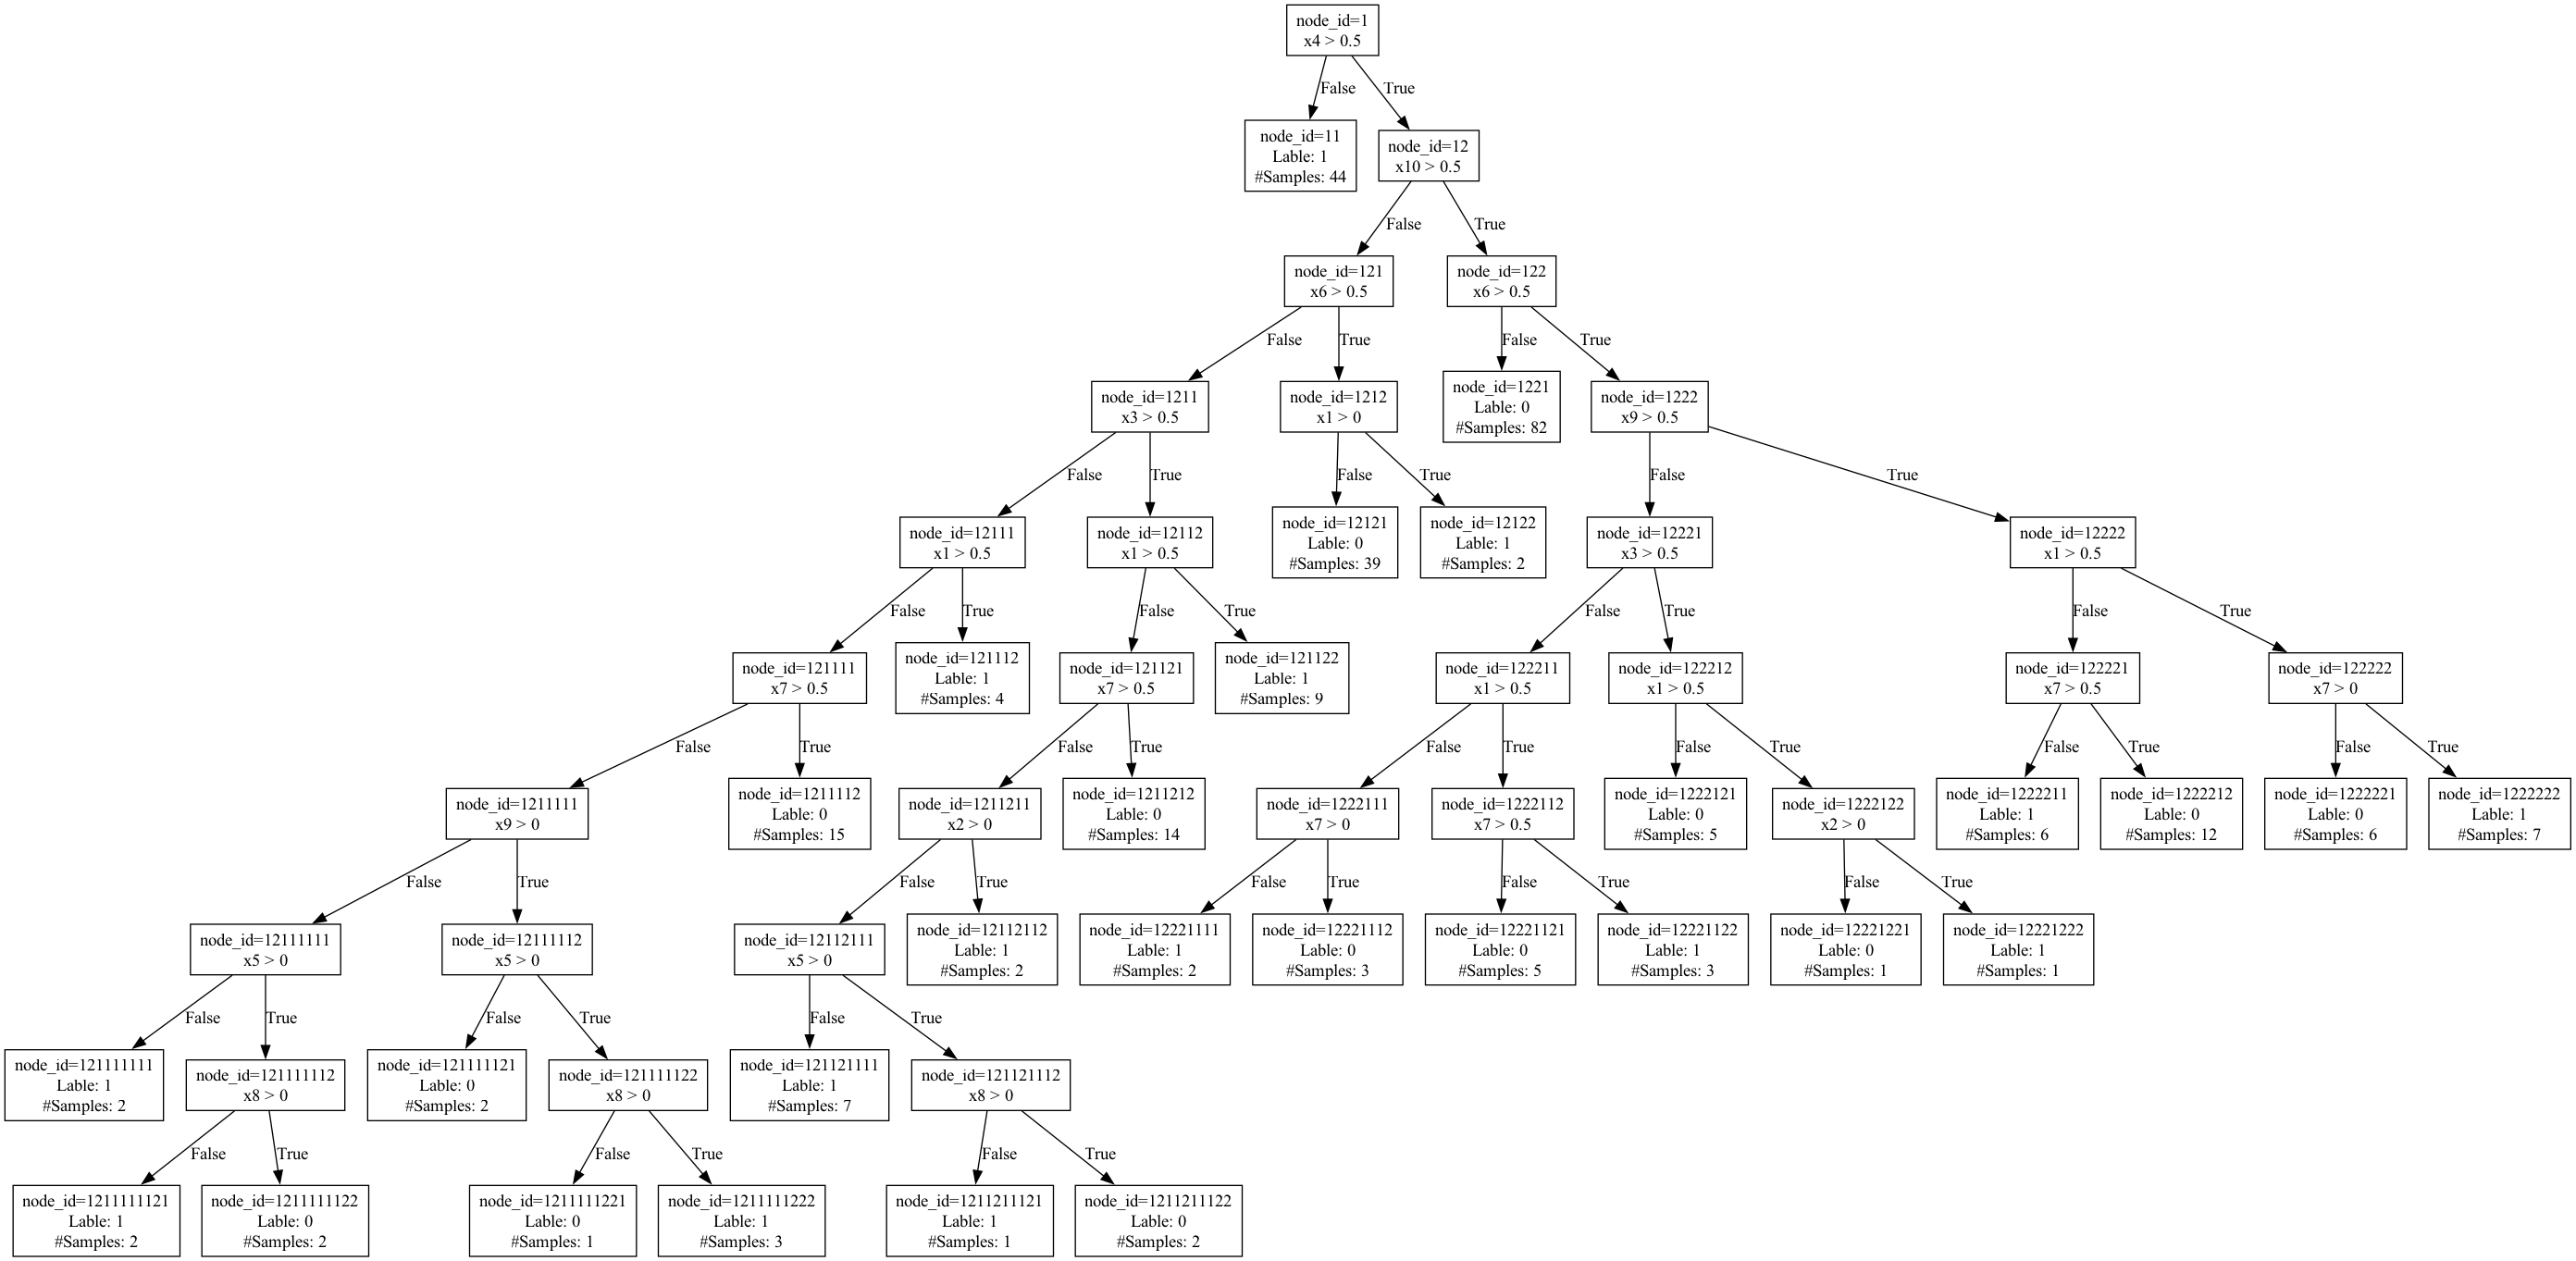 node_id=1
x4 > 0.5
False
True
node_id=11
Lable: 1
#Samples: 44
node_id=12
x10 > 0.5
False
True
node_id=121
x6 > 0.5
node_id=122
x6 > 0.5
False
True
False
True
node_id=1211
x3 > 0.5
node_id=1212
x1 > 0
node_id=1221
Lable: 0
#Samples: 82
node_id=1222
x9 > 0.5
False
True
False
True
False
True
node_id=12111
x1 > 0.5
node_id=12112
x1 > 0.5
node_id=12121
Lable: 0
#Samples: 39
node_id=12122
Lable: 1
#Samples: 2
node_id=12221
x3 > 0.5
node_id=12222
x1 > 0.5
False
True
False
True
False
True
False
True
node_id=121111
x7 > 0.5
node_id=121112
Lable: 1
#Samples: 4
node_id=121121
x7 > 0.5
node_id=121122
Lable: 1
#Samples: 9
node_id=122211
x1 > 0.5
node_id=122212
x1 > 0.5
node_id=122221
x7 > 0.5
node_id=122222
x7 > 0
False
True
False
True
False
True
False
True
False
True
False
True
node_id=1211111
x9 > 0
node_id=1211112
Lable: 0
#Samples: 15
node_id=1211211
x2 > 0
node_id=1211212
Lable: 0
#Samples: 14
node_id=1222111
x7 > 0
node_id=1222112
x7 > 0.5
node_id=1222121
Lable: 0
#Samples: 5
node_id=1222122
x2 > 0
node_id=1222211
Lable: 1
#Samples: 6
node_id=1222212
Lable: 0
#Samples: 12
node_id=1222221
Lable: 0
#Samples: 6
node_id=1222222
Lable: 1
#Samples: 7
False
True
False
True
False
True
False
True
False
True
node_id=12111111
x5 > 0
node_id=12111112
x5 > 0
node_id=12112111
x5 > 0
node_id=12112112
Lable: 1
#Samples: 2
node_id=12221111
Lable: 1
#Samples: 2
node_id=12221112
Lable: 0
#Samples: 3
node_id=12221121
Lable: 0
#Samples: 5
node_id=12221122
Lable: 1
#Samples: 3
node_id=12221221
Lable: 0
#Samples: 1
node_id=12221222
Lable: 1
#Samples: 1
False
True
False
True
False
True
node_id=121111111
Lable: 1
#Samples: 2
node_id=121111112
x8 > 0
node_id=121111121
Lable: 0
#Samples: 2
node_id=121111122
x8 > 0
node_id=121121111
Lable: 1
#Samples: 7
node_id=121121112
x8 > 0
False
True
False
True
False
True
node_id=1211111121
Lable: 1
#Samples: 2
node_id=1211111122
Lable: 0
#Samples: 2
node_id=1211111221
Lable: 0
#Samples: 1
node_id=1211111222
Lable: 1
#Samples: 3
node_id=1211211121
Lable: 1
#Samples: 1
node_id=1211211122
Lable: 0
#Samples: 2